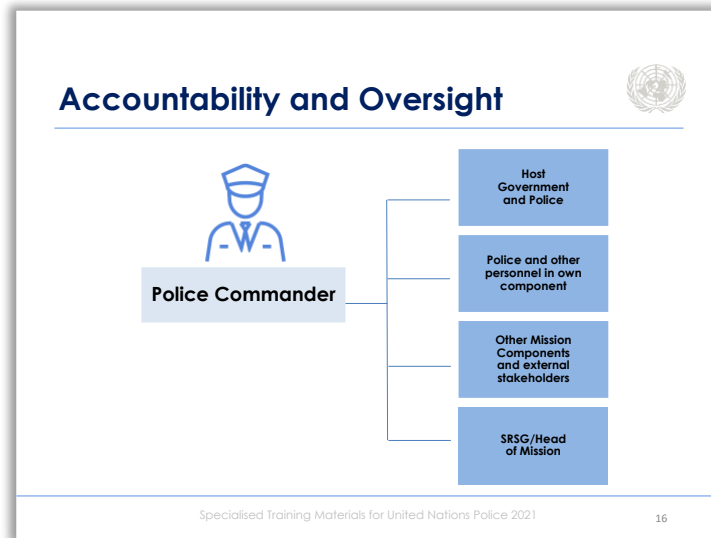 Accountability and Oversight
Police Commander
Host
Government
and Police
Police and other
personnel in own
component
Other Mission
Components
and external
stakeholders
SRSG/Head
of Mission
Specialised Training Materials for United Nations Police 2021
16